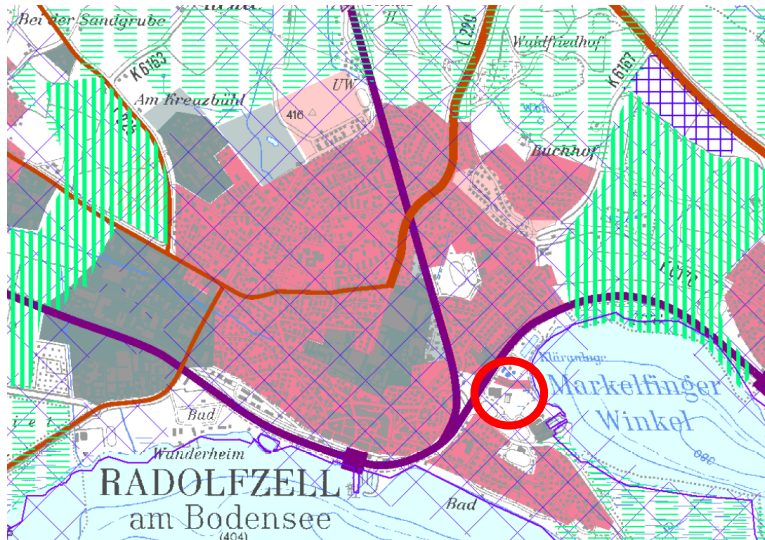 Bei der Sandgrube
K 6183
L 220
Waldfriedhof
K 6167
Am Kreuzbühl
UW
416
Buchhof
Kläranlage
Markelfinger
Winkel
Bad
Wanderheim
RADOLFZELL
am Bodensee
(404)
Bad